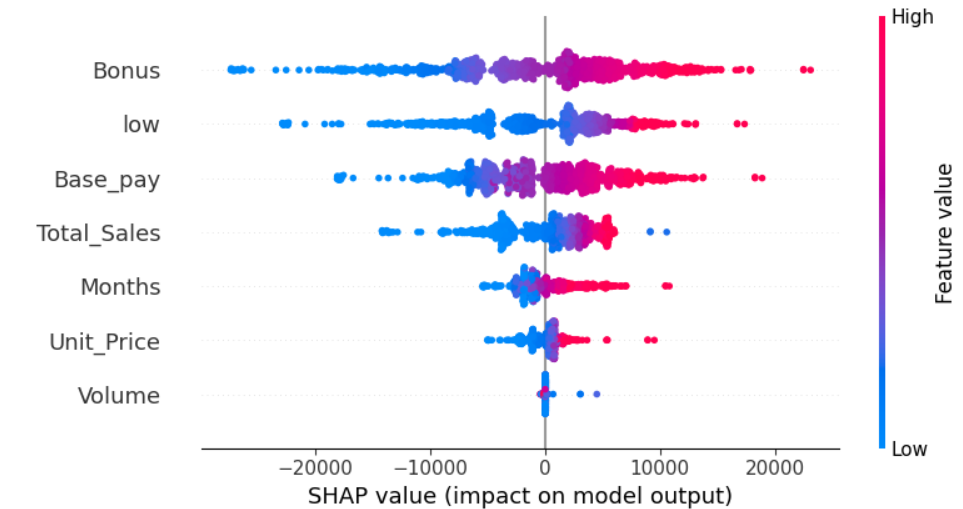 High
Bonus
low
Base_pay
Total_Sales
Months
Unit_Price
Volume
Feature value
Low
−20000 −10000 0 10000 20000
SHAP value (impact on model output)